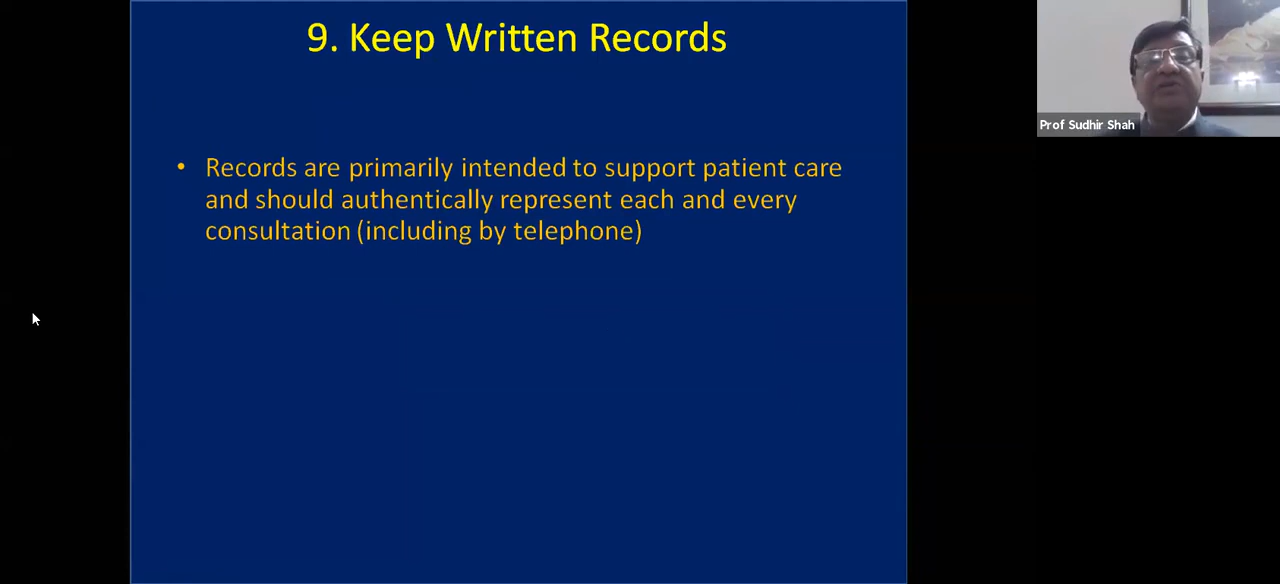 9. Keep Written Records
• Records are primarily intended to support patient care
and should authentically represent each and every
consultation (including by telephone)
Prof Sudhir Shah